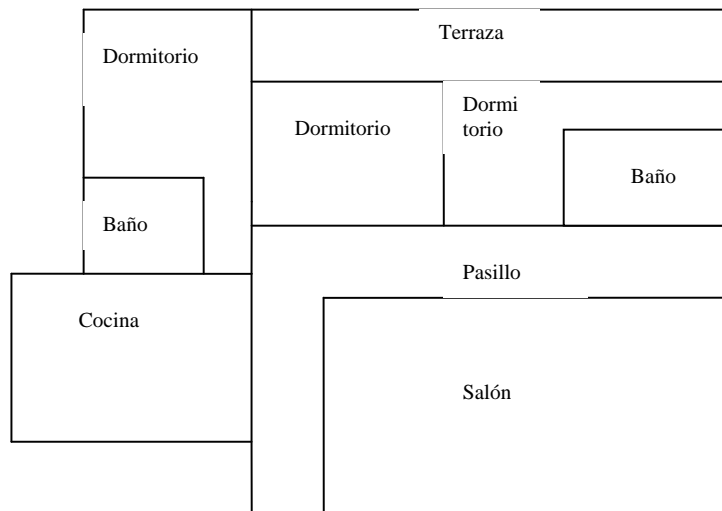 Terraza
Dormitorio
Dormi
torio
Dormitorio
Baño
Baño
Pasillo
Cocina
Salón